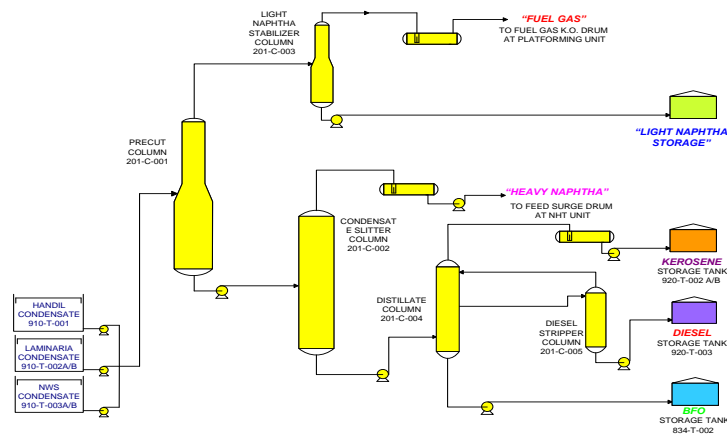 LIGHT
NAPHTHA
STABILIZER
COLUMN
201-C-003
“FUEL GAS”
TO FUEL GAS K.O. DRUM
AT PLATFORMING UNIT
“LIGHT NAPHTHA
STORAGE”
PRECUT
COLUMN
201-C-001
“HEAVY NAPHTHA”
TO FEED SURGE DRUM
AT NHT UNIT
CONDENSAT
E SLITTER
COLUMN
201-C-002
KEROSENE
STORAGE TANK
920-T-002 A/B
HANDIL
CONDENSATE
910-T-001
DISTILLATE
COLUMN
201-C-004
DIESEL
STRIPPER
COLUMN
201-C-005
DIESEL
STORAGE TANK
920-T-003
LAMINARIA
CONDENSATE
910-T-002A/B
NWS
CONDENSATE
910-T-003A/B
BFO
STORAGE TANK
834-T-002